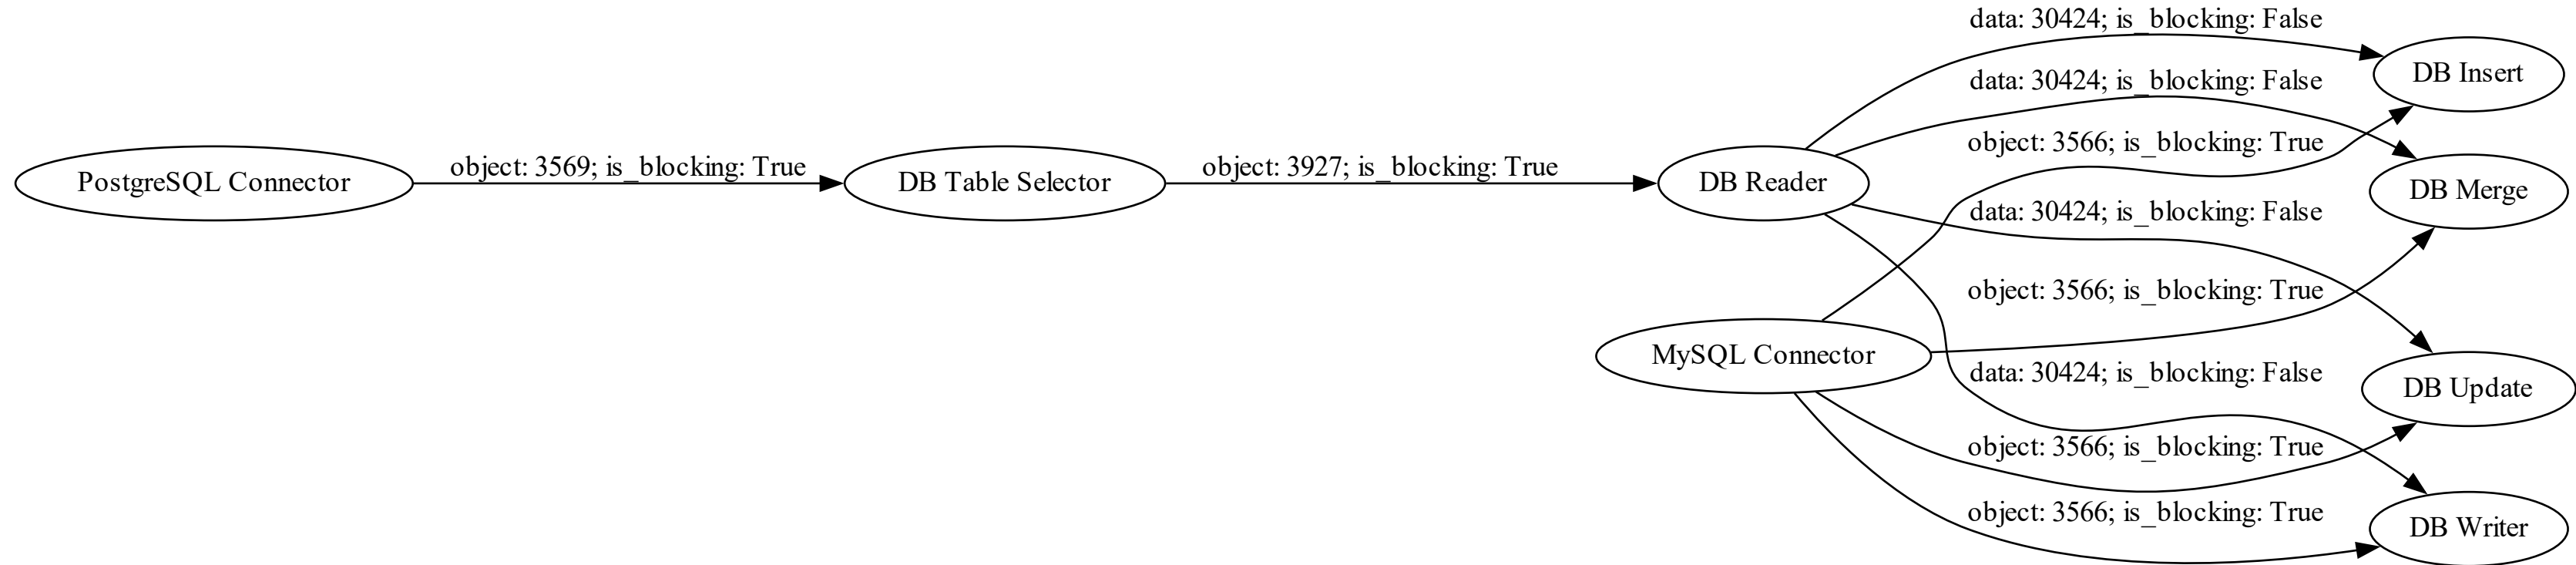 PostgreSQL Connector
object: 3569; is_blocking: True
DB Table Selector
object: 3927; is_blocking: True
DB Reader
MySQL Connector
data: 30424; is_blocking: False
data: 30424; is_blocking: False
object: 3566; is_blocking: True
data: 30424; is_blocking: False
object: 3566; is_blocking: True
data: 30424; is_blocking: False
object: 3566; is_blocking: True
object: 3566; is_blocking: True
DB Insert
DB Merge
DB Update
DB Writer